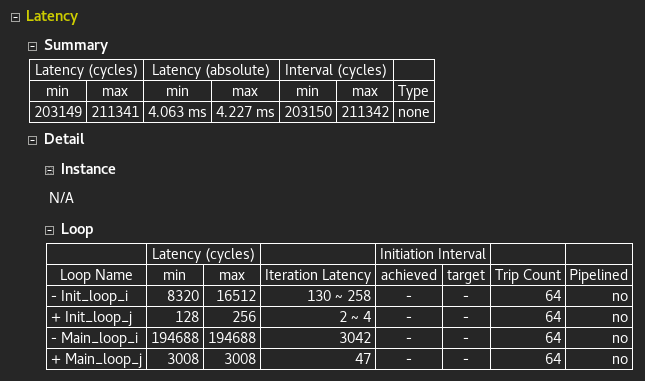 Latency
Summary
Latency (cycles) Latency (absolute) Interval (cycles)
min max min max min max Type
203149 211341 4.063 ms 4.227 ms 203150 211342 none
Detail
Instance
N/A
Loop
Latency (cycles) Initiation Interval
Loop Name min max Iteration Latency achieved target Trip Count Pipelined
- Init_loop_i 8320 16512 130 ~ 258 - - 64 no
+ Init_loop_j 128 256 2 ~ 4 - - 64 no
- Main_loop_i 194688 194688 3042 - - 64 no
+ Main_loop_j 3008 3008 47 - - 64 no